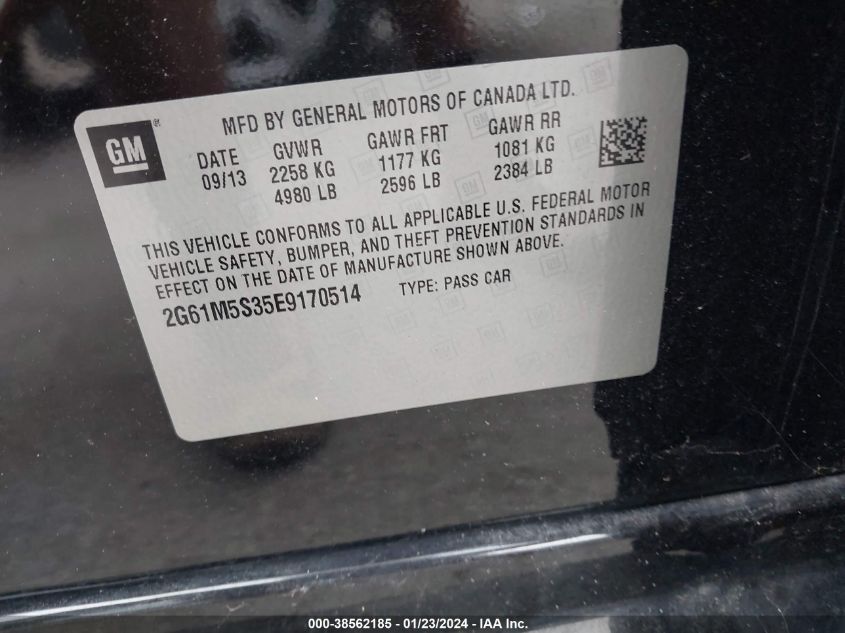 MFD BY GENERAL MOTORS OF CANADA LTD.
GM®
DATE GVWR GAWR FRT GAWR RR
09/13 2258 KG 1177 KG 1081 KG
4980 LB 2596 LB 2384 LB
THIS VEHICLE CONFORMS TO ALL APPLICABLE U.S. FEDERAL MOTOR
VEHICLE SAFETY, BUMPER, AND THEFT PREVENTION STANDARDS IN
EFFECT ON THE DATE OF MANUFACTURE SHOWN ABOVE.
2G61M5S35E9170514 TYPE: PASS CAR
000-38562185 / 01/23/2024 - IAA Inc.